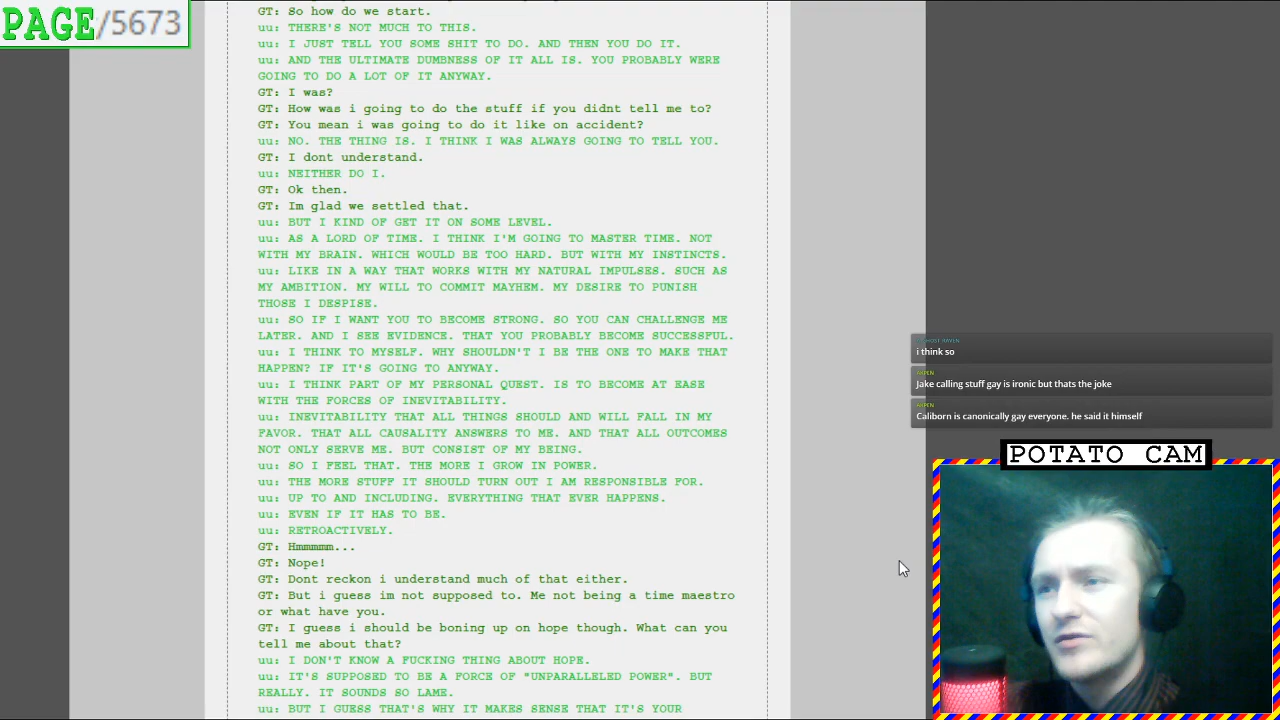 PAGE/5673
GT: So how do we start.
uu: THERE'S NOT MUCH TO THIS.
uu: I JUST TELL YOU SOME SHIT TO DO. AND THEN YOU DO IT.
uu: AND THE ULTIMATE DUMBNESS OF IT ALL IS. YOU PROBABLY WERE
GOING TO DO A LOT OF IT ANYWAY.
GT: I was?
GT: How was i going to do the stuff if you didnt tell me to?
GT: You mean i was going to do it like on accident?
uu: NO. THE THING IS. I THINK I WAS ALWAYS GOING TO TELL YOU.
GT: I dont understand.
uu: NEITHER DO I.
GT: Ok then.
GT: Im glad we settled that.
uu: BUT I KIND OF GET IT ON SOME LEVEL.
uu: AS A LORD OF TIME. I THINK I'M GOING TO MASTER TIME. NOT
WITH MY BRAIN. WHICH WOULD BE TOO HARD. BUT WITH MY INSTINCTS.
uu: LIKE IN A WAY THAT WORKS WITH MY NATURAL IMPULSES. SUCH AS
MY AMBITION. MY WILL TO COMMIT MAYHEM. MY DESIRE TO PUNISH
THOSE I DESPISE.
uu: SO IF I WANT YOU TO BECOME STRONG. SO YOU CAN CHALLENGE ME
LATER. AND I SEE EVIDENCE. THAT YOU PROBABLY BECOME SUCCESSFUL.
uu: I THINK TO MYSELF. WHY SHOULDN'T I BE THE ONE TO MAKE THAT
HAPPEN? IF IT'S GOING TO ANYWAY.
uu: I THINK PART OF MY PERSONAL QUEST. IS TO BECOME AT EASE
WITH THE FORCES OF INEVITABILITY.
uu: INEVITABILITY THAT ALL THINGS SHOULD AND WILL FALL IN MY
FAVOR. THAT ALL CAUSALITY ANSWERS TO ME. AND THAT ALL OUTCOMES
NOT ONLY SERVE ME. BUT CONSIST OF MY BEING.
uu: SO I FEEL THAT. THE MORE I GROW IN POWER.
uu: THE MORE STUFF IT SHOULD TURN OUT I AM RESPONSIBLE FOR.
uu: UP TO AND INCLUDING. EVERYTHING THAT EVER HAPPENS.
uu: EVEN IF IT HAS TO BE.
uu: RETROACTIVELY.
GT: Hmmmmm...
GT: Nope!
GT: Dont reckon i understand much of that either.
GT: But i guess im not supposed to. Me not being a time maestro
or what have you.
GT: I guess i should be boning up on hope though. What can you
tell me about that?
uu: I DON'T KNOW A FUCKING THING ABOUT HOPE.
uu: IT'S SUPPOSED TO BE A FORCE OF "UNPARALLELED POWER". BUT
REALLY. IT SOUNDS SO LAME.
uu: BUT I GUESS THAT'S WHY IT MAKES SENSE THAT IT'S YOUR
i think so
Jake calling stuff gay is ironic but thats the joke
Caliborn is canonically gay everyone. he said it himself
POTATO CAM